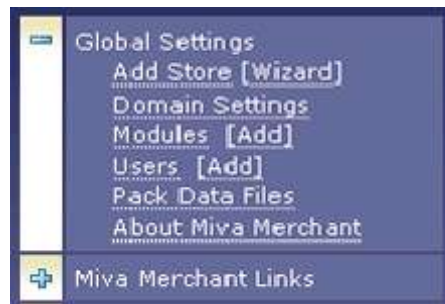 Global Settings
Add Store [Wizard]
Domain Settings
Modules [Add]
Users [Add]
Pack Data Files
About Miva Merchant
Miva Merchant Links